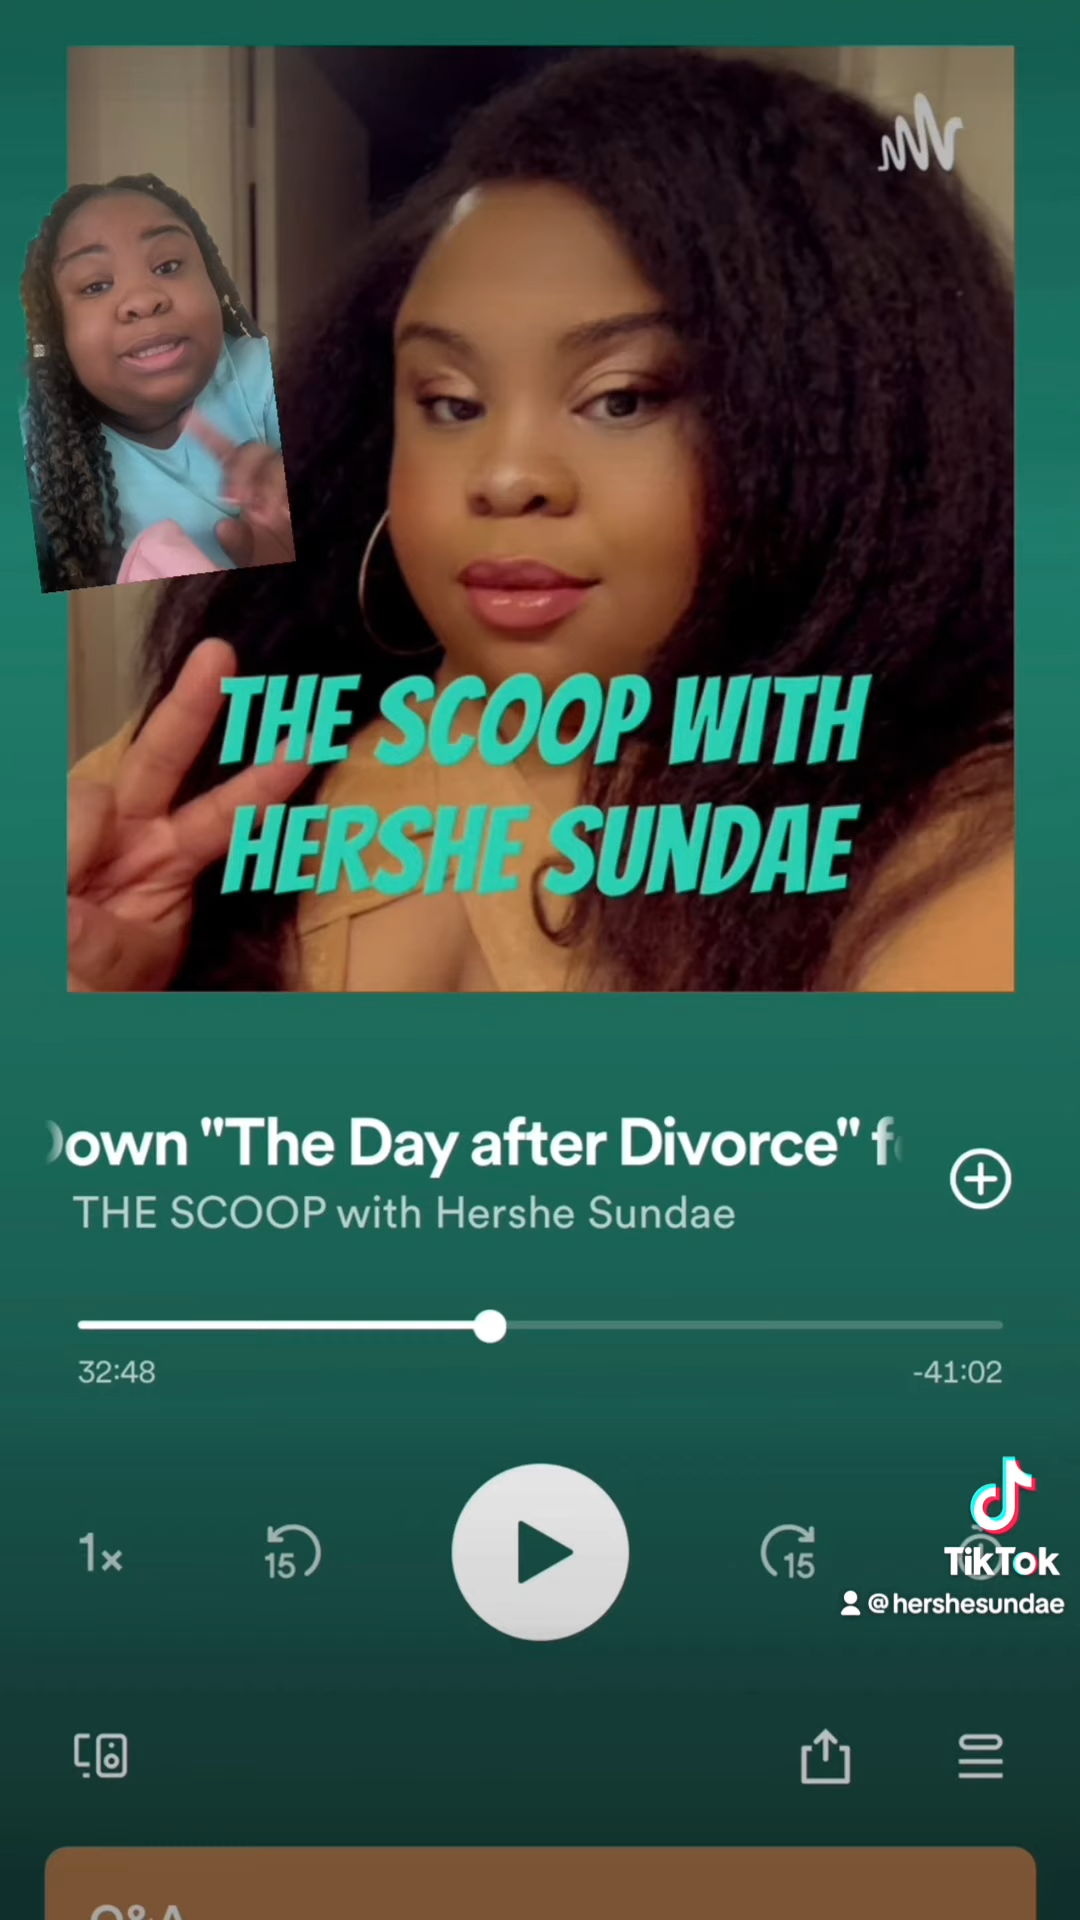 THE SCOOP WITH
HERSHE SUNDAE
own "The Day after Divorce" f
THE SCOOP with Hershe Sundae
32:48
-41:02
1x
15
15
TikTok
@hershesundae
Q&A